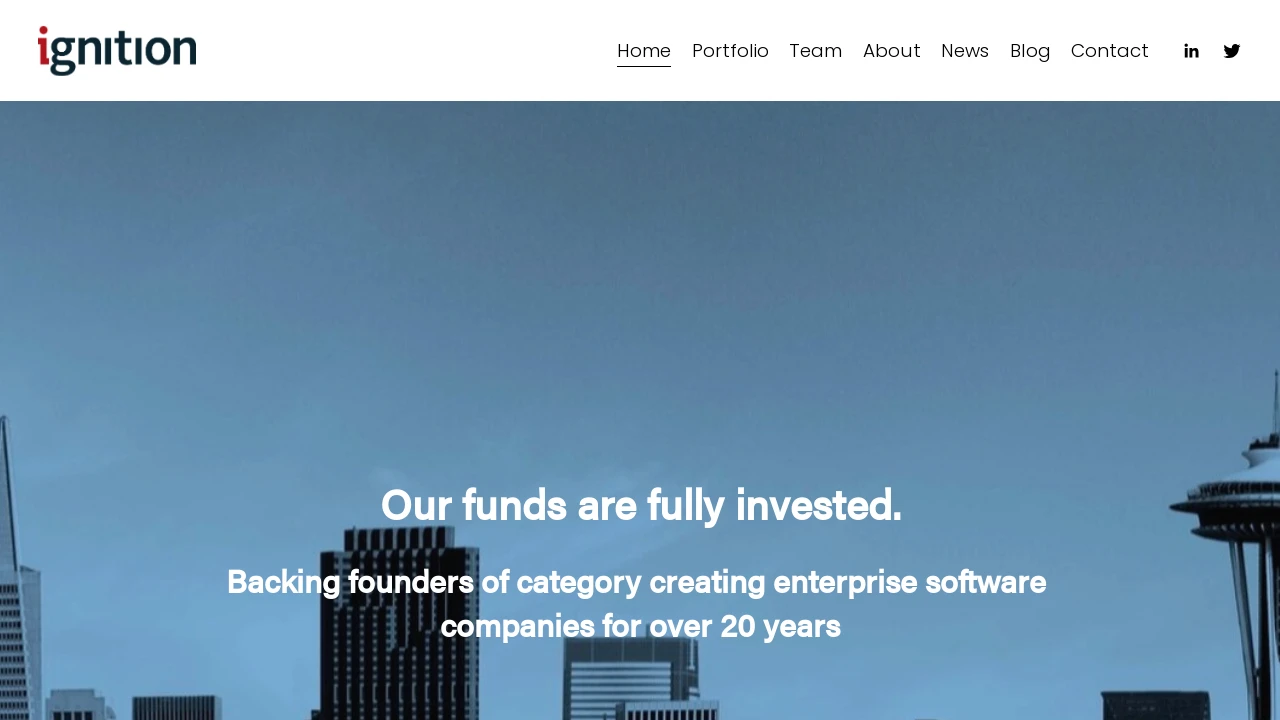 ignition
Home Portfolio Team About News Blog Contact
Our funds are fully invested.
Backing founders of category creating enterprise software
companies for over 20 years